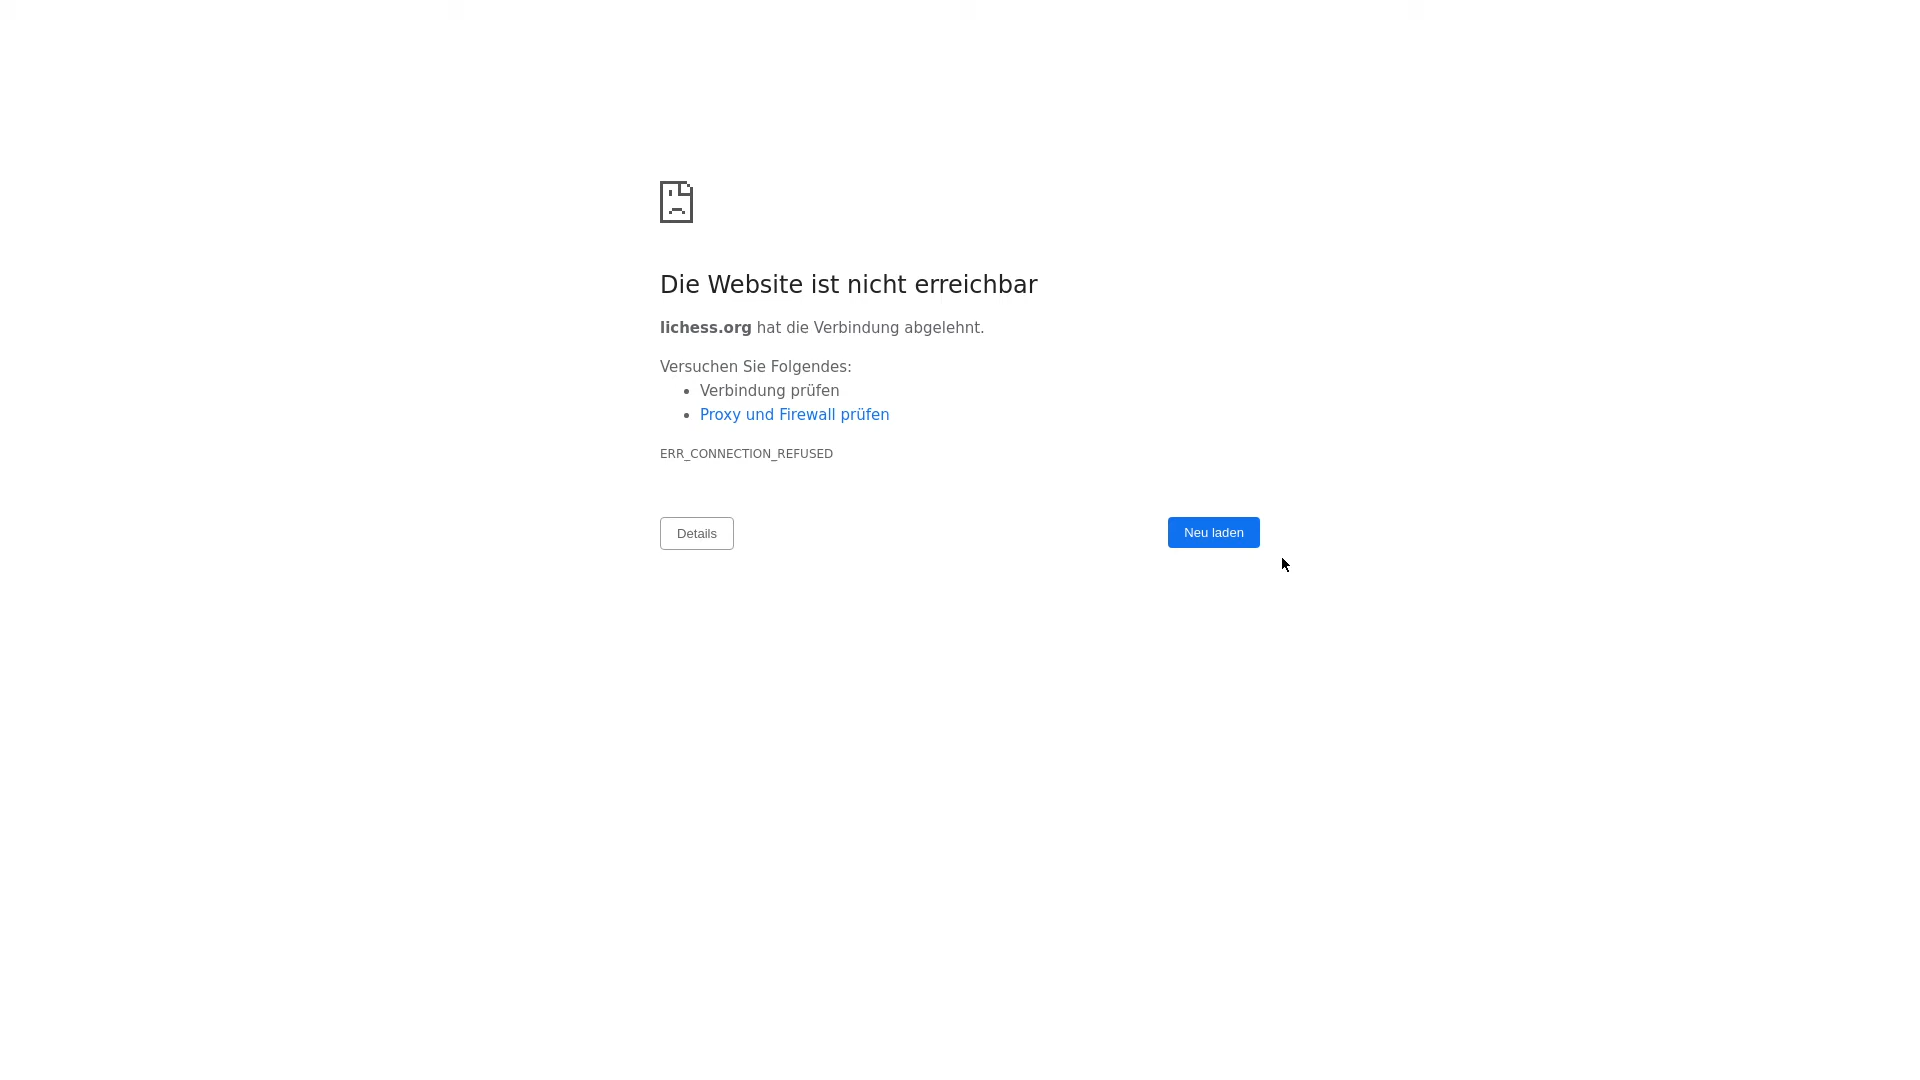 Die Website ist nicht erreichbar
lichess.org hat die Verbindung abgelehnt.
Versuchen Sie Folgendes:
• Verbindung prüfen
• Proxy und Firewall prüfen
ERR_CONNECTION_REFUSED
Details
Neu laden